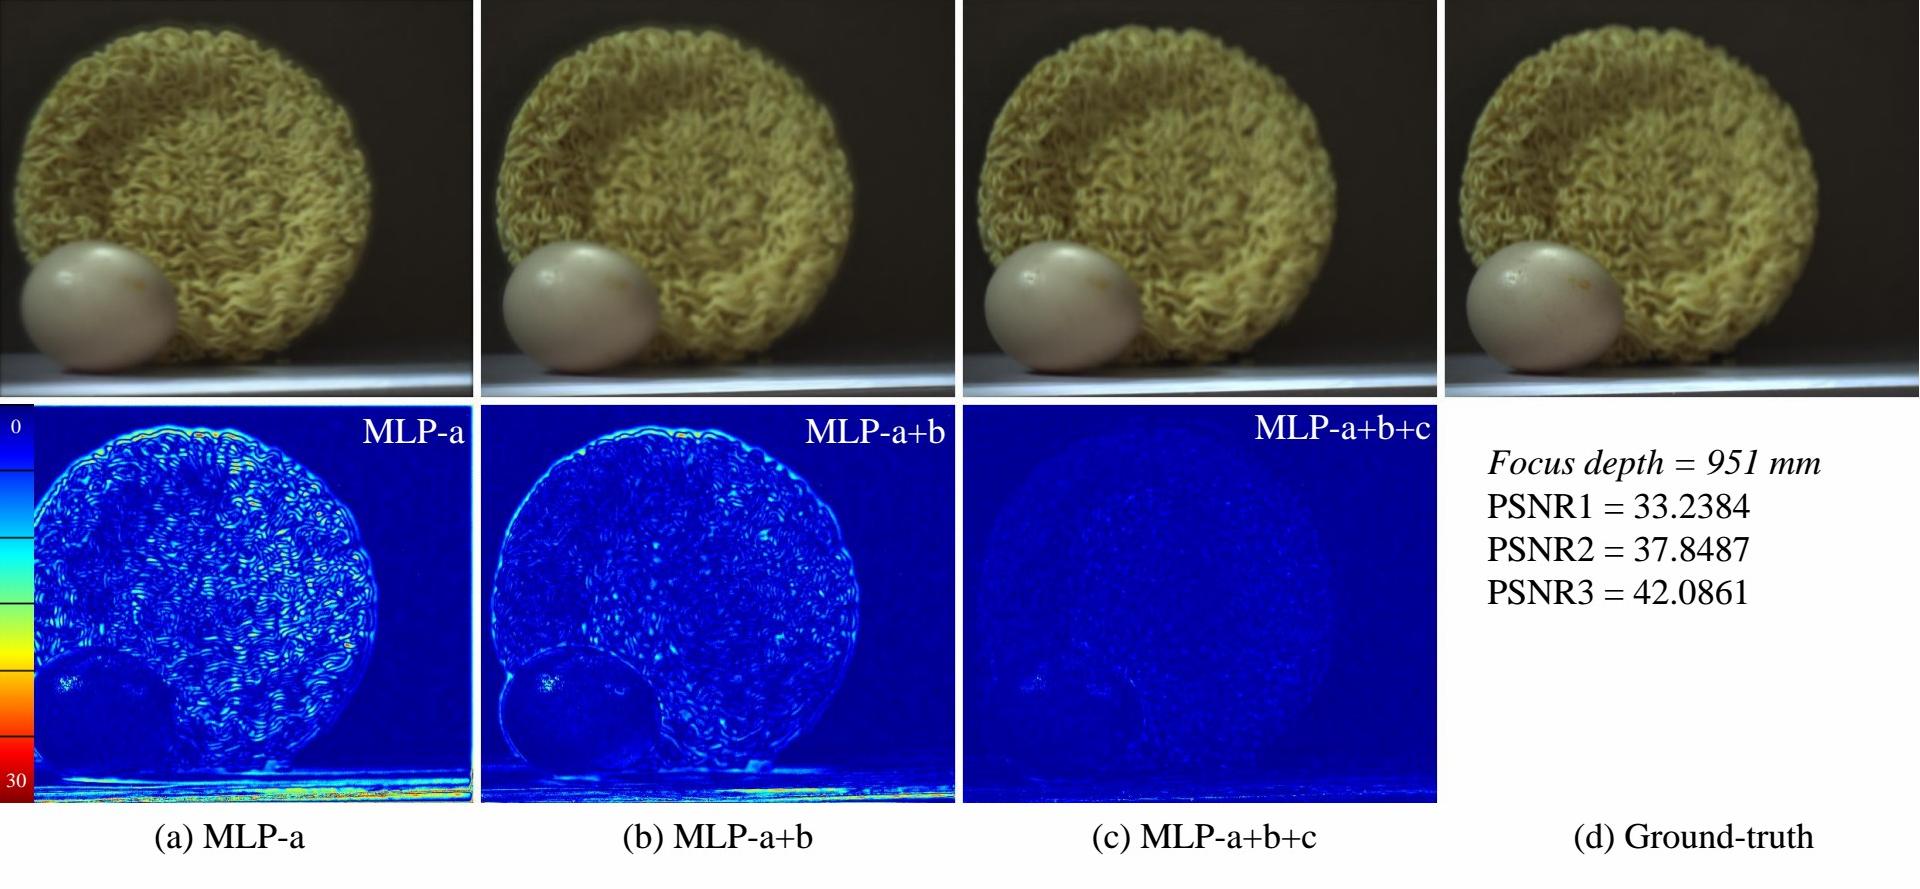 0
30
MLP-a
MLP-a+b
MLP-a+b+c
Focus depth = 951 mm
PSNR1 = 33.2384
PSNR2 = 37.8487
PSNR3 = 42.0861
(a) MLP-a
(b) MLP-a+b
(c) MLP-a+b+c
(d) Ground-truth